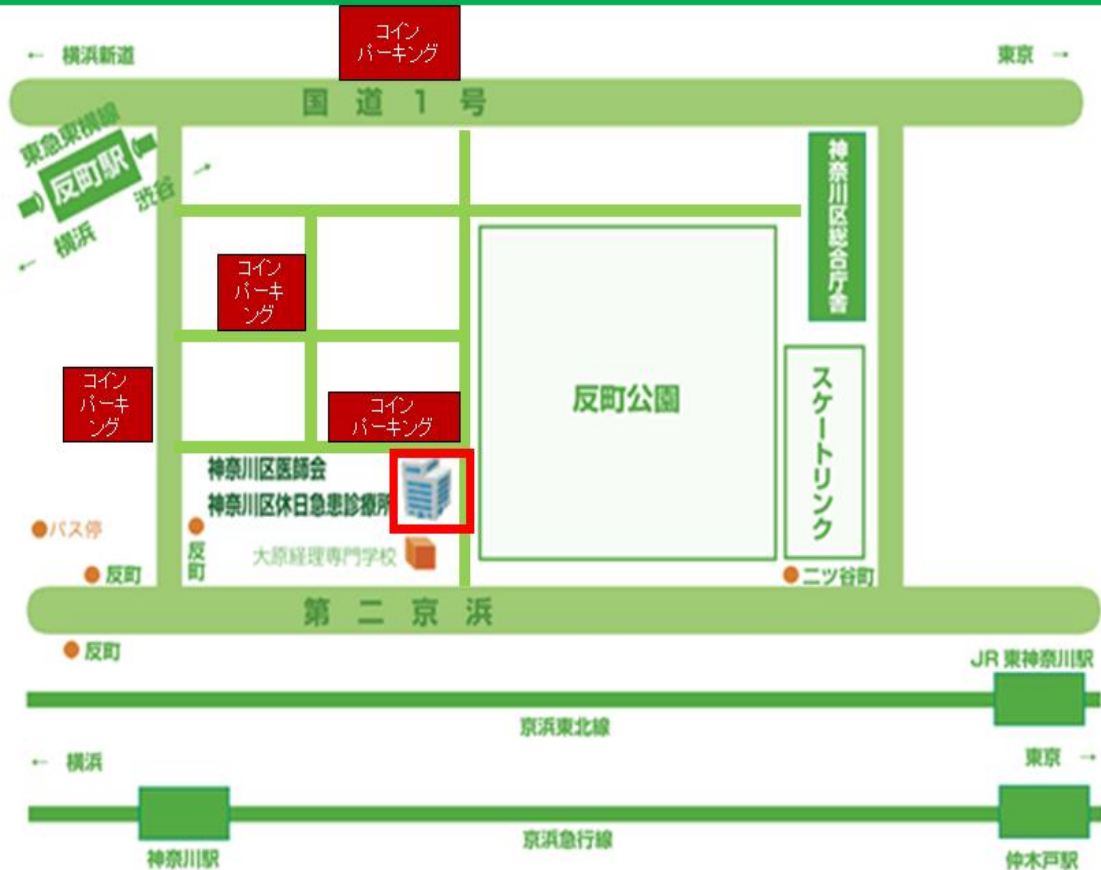 コイン
パーキング
← 横浜新道
東京 →
国道1号
東急東横線
反町駅
渋谷 →
← 横浜
神奈川区総合庁舎
コイン
パーキ
ング
コイン
パーキ
ング
コイン
パーキング
反町公園
スケートリンク
神奈川区医師会
神奈川区休日急患診療所
●バス停
反町
大原経理専門学校
反町
二ツ谷町
第二京浜
反町
JR 東神奈川駅
京浜東北線
← 横浜
東京 →
京浜急行線
神奈川駅
仲木戸駅